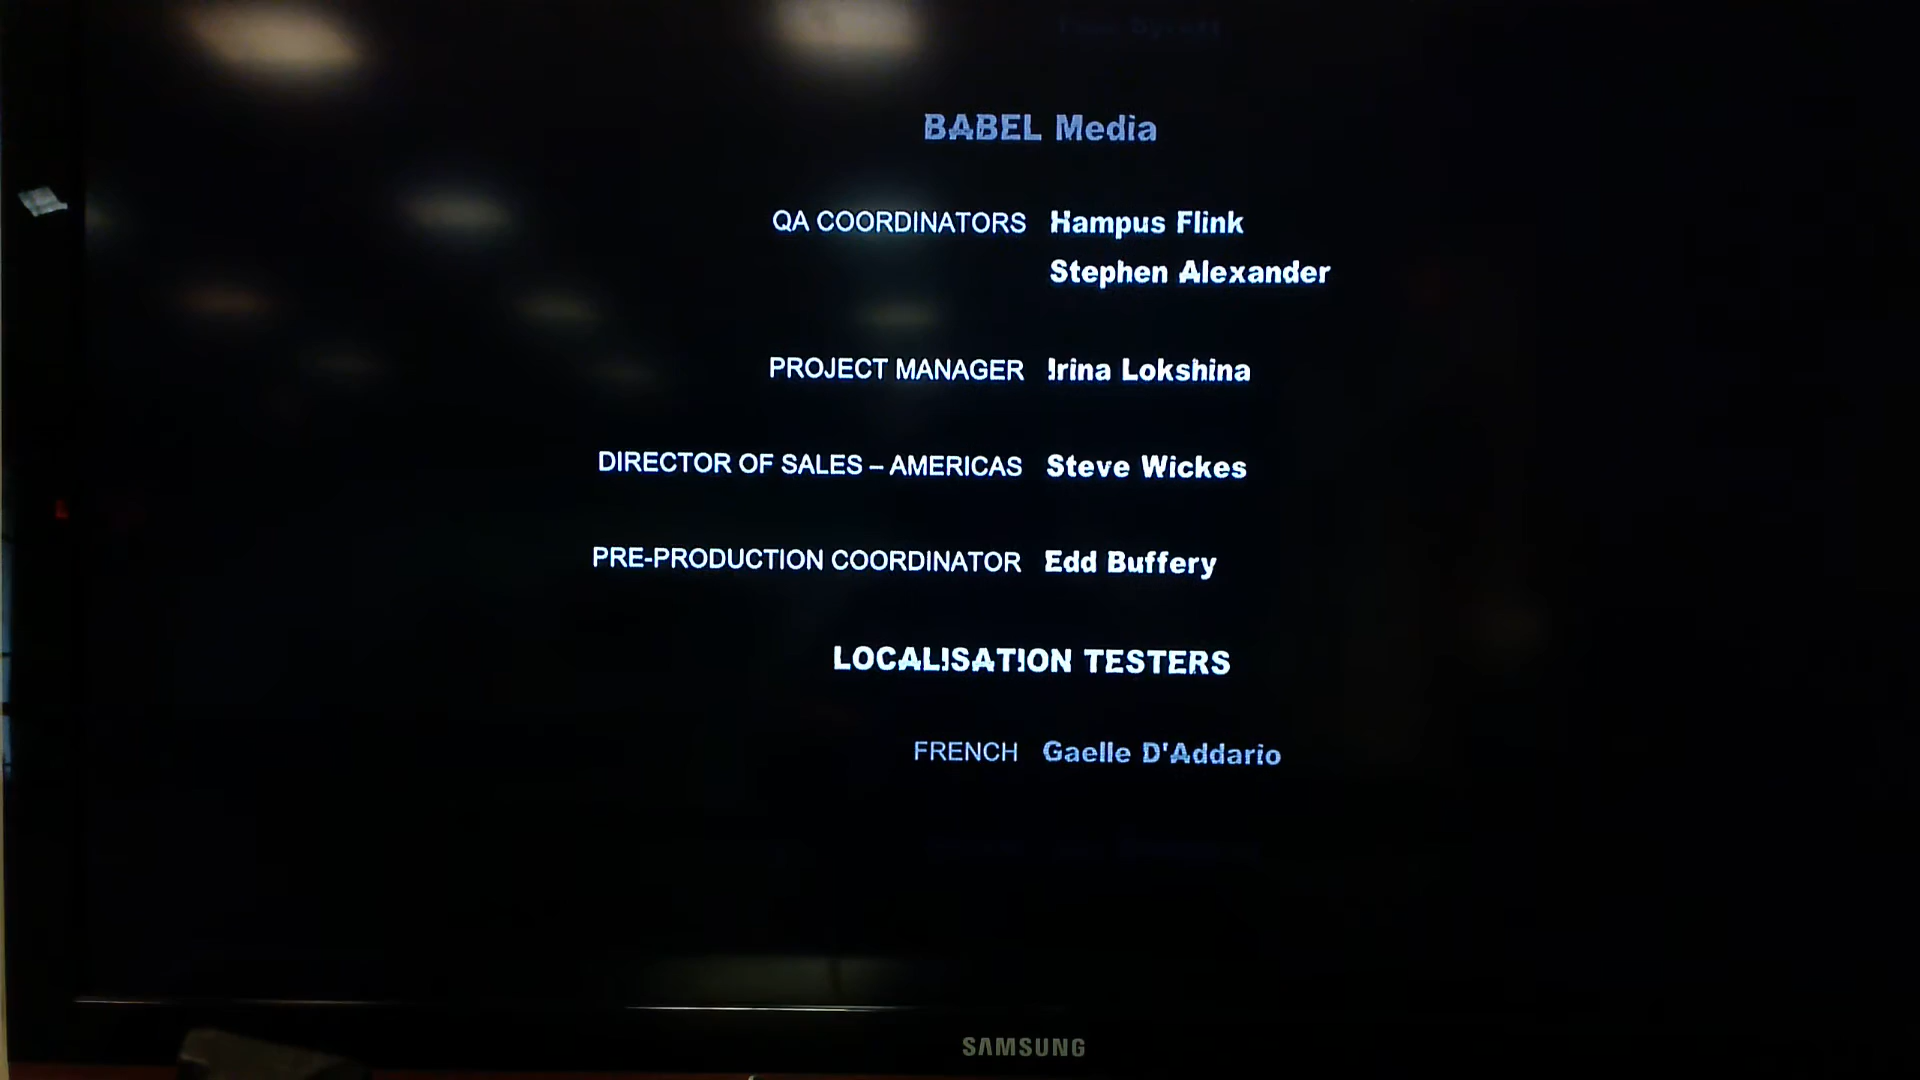 BABEL Media
QA COORDINATORS Hampus Flink
Stephen Alexander
PROJECT MANAGER Irina Lokshina
DIRECTOR OF SALES – AMERICAS Steve Wickes
PRE-PRODUCTION COORDINATOR Edd Buffery
LOCALISATION TESTERS
FRENCH Gaelle D'Addario
SAMSUNG